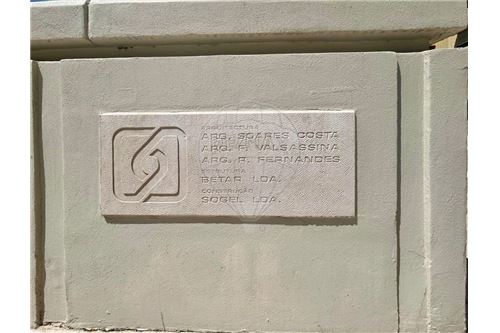 ARQUITECTURA
ARQ. SOARES COSTA
ARQ. F. VALSASSINA
ARQ. R. FERNANDES
ESTRUTURA
BETAR LDA.
CONSTRUÇÃO
SOGEL LDA.